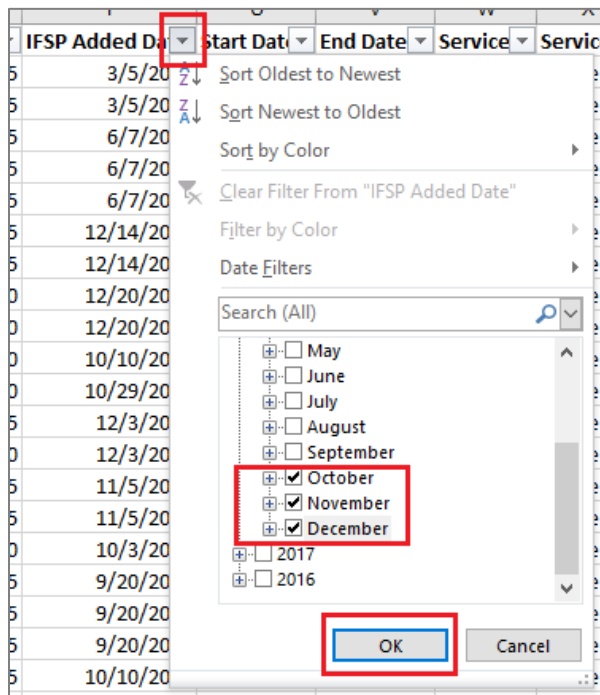 IFSP Added Da Start Dat End Date Service Servic
3/5/20
3/5/20
6/7/20
6/7/20
6/7/20
12/14/20
12/14/20
12/20/20
12/20/20
10/10/20
10/29/20
12/3/20
12/3/20
11/5/20
11/5/20
10/3/20
9/20/20
9/20/20
9/20/20
10/10/20
Sort Oldest to Newest
Sort Newest to Oldest
Sort by Color
Clear Filter From "IFSP Added Date"
Filter by Color
Date Filters
Search (All)
May
June
July
August
September
October
November
December
2017
2016
OK Cancel